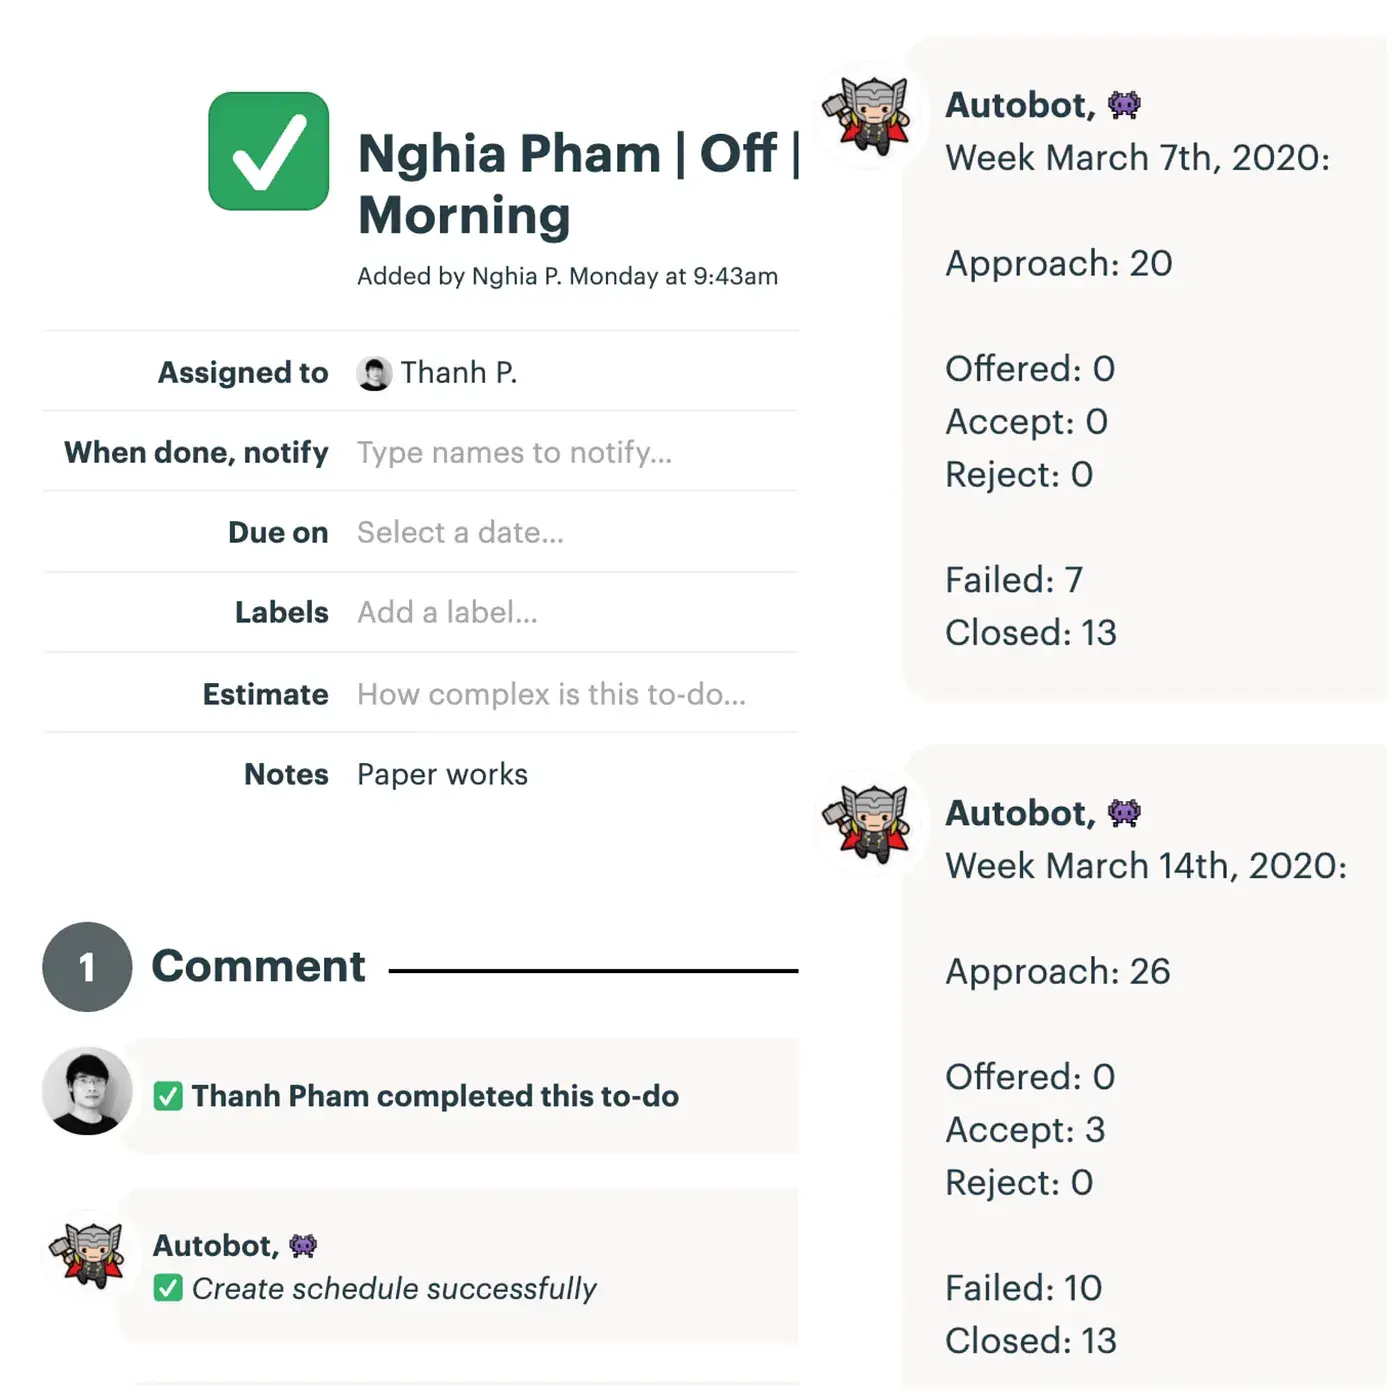 Nghia Pham | Off |
Morning
Added by Nghia P. Monday at 9:43am
Assigned to Thanh P.
When done, notify Type names to notify...
Due on Select a date...
Labels Add a label...
Estimate How complex is this to-do...
Notes Paper works
1 Comment
✅ Thanh Pham completed this to-do
Autobot, 👾
✅ Create schedule successfully
Autobot, 👾
Week March 7th, 2020:
Approach: 20
Offered: 0
Accept: 0
Reject: 0
Failed: 7
Closed: 13
Autobot, 👾
Week March 14th, 2020:
Approach: 26
Offered: 0
Accept: 3
Reject: 0
Failed: 10
Closed: 13